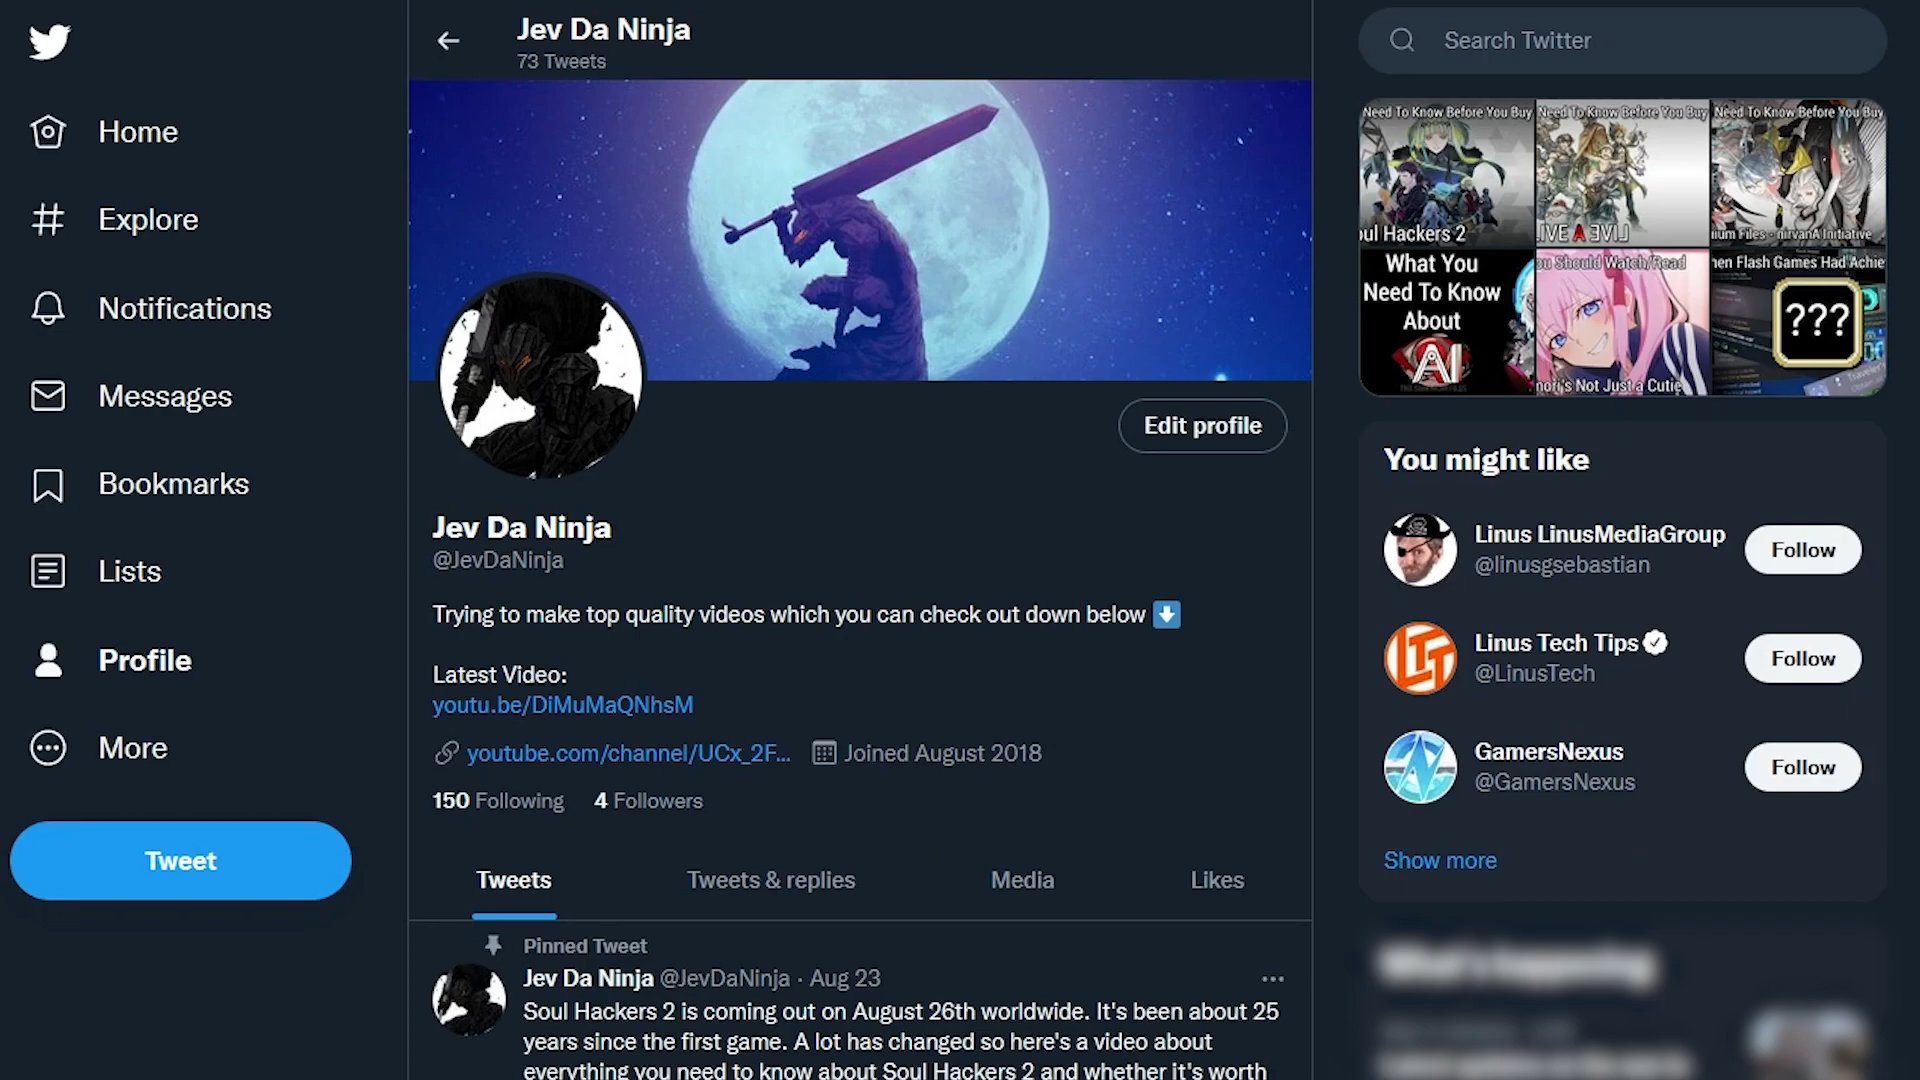 Jev Da Ninja
73 Tweets
Search Twitter
Home
Explore
Notifications
Messages
Bookmarks
Lists
Profile
More
Tweet
Need To Know Before You Buy
Need To Know Before You Buy
Need To Know Before You Buy
oul Hackers 2
LIVE A LIVE
ium Files - nirvanA Initiative
What You
Need To Know
About
AI
ou Should Watch/Read
nori's Not Just a Cutie
hen Flash Games Had Achie
???
Edit profile
Jev Da Ninja
@JevDaNinja
Trying to make top quality videos which you can check out down below ⬇
Latest Video:
youtu.be/DiMuMaQNhsM
youtube.com/channel/UCx_2F... Joined August 2018
150 Following 4 Followers
Tweets Tweets & replies Media Likes
Pinned Tweet
Jev Da Ninja @JevDaNinja · Aug 23
Soul Hackers 2 is coming out on August 26th worldwide. It's been about 25
years since the first game. A lot has changed so here's a video about
everything you need to know about Soul Hackers 2 and whether it's worth
You might like
Linus LinusMediaGroup
@linusgsebastian
Follow
Linus Tech Tips
@LinusTech
Follow
GamersNexus
@GamersNexus
Follow
Show more
What's happening